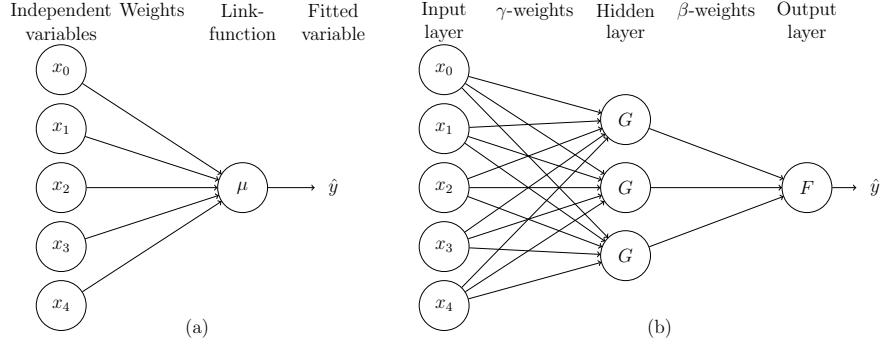 Independent variables
Weights
Link-function
Fitted variable
x₀
x₁
x₂
x₃
x₄
μ
ŷ
(a)
Input layer
γ-weights
Hidden layer
β-weights
Output layer
x₀
x₁
x₂
x₃
x₄
G
G
G
F
ŷ
(b)